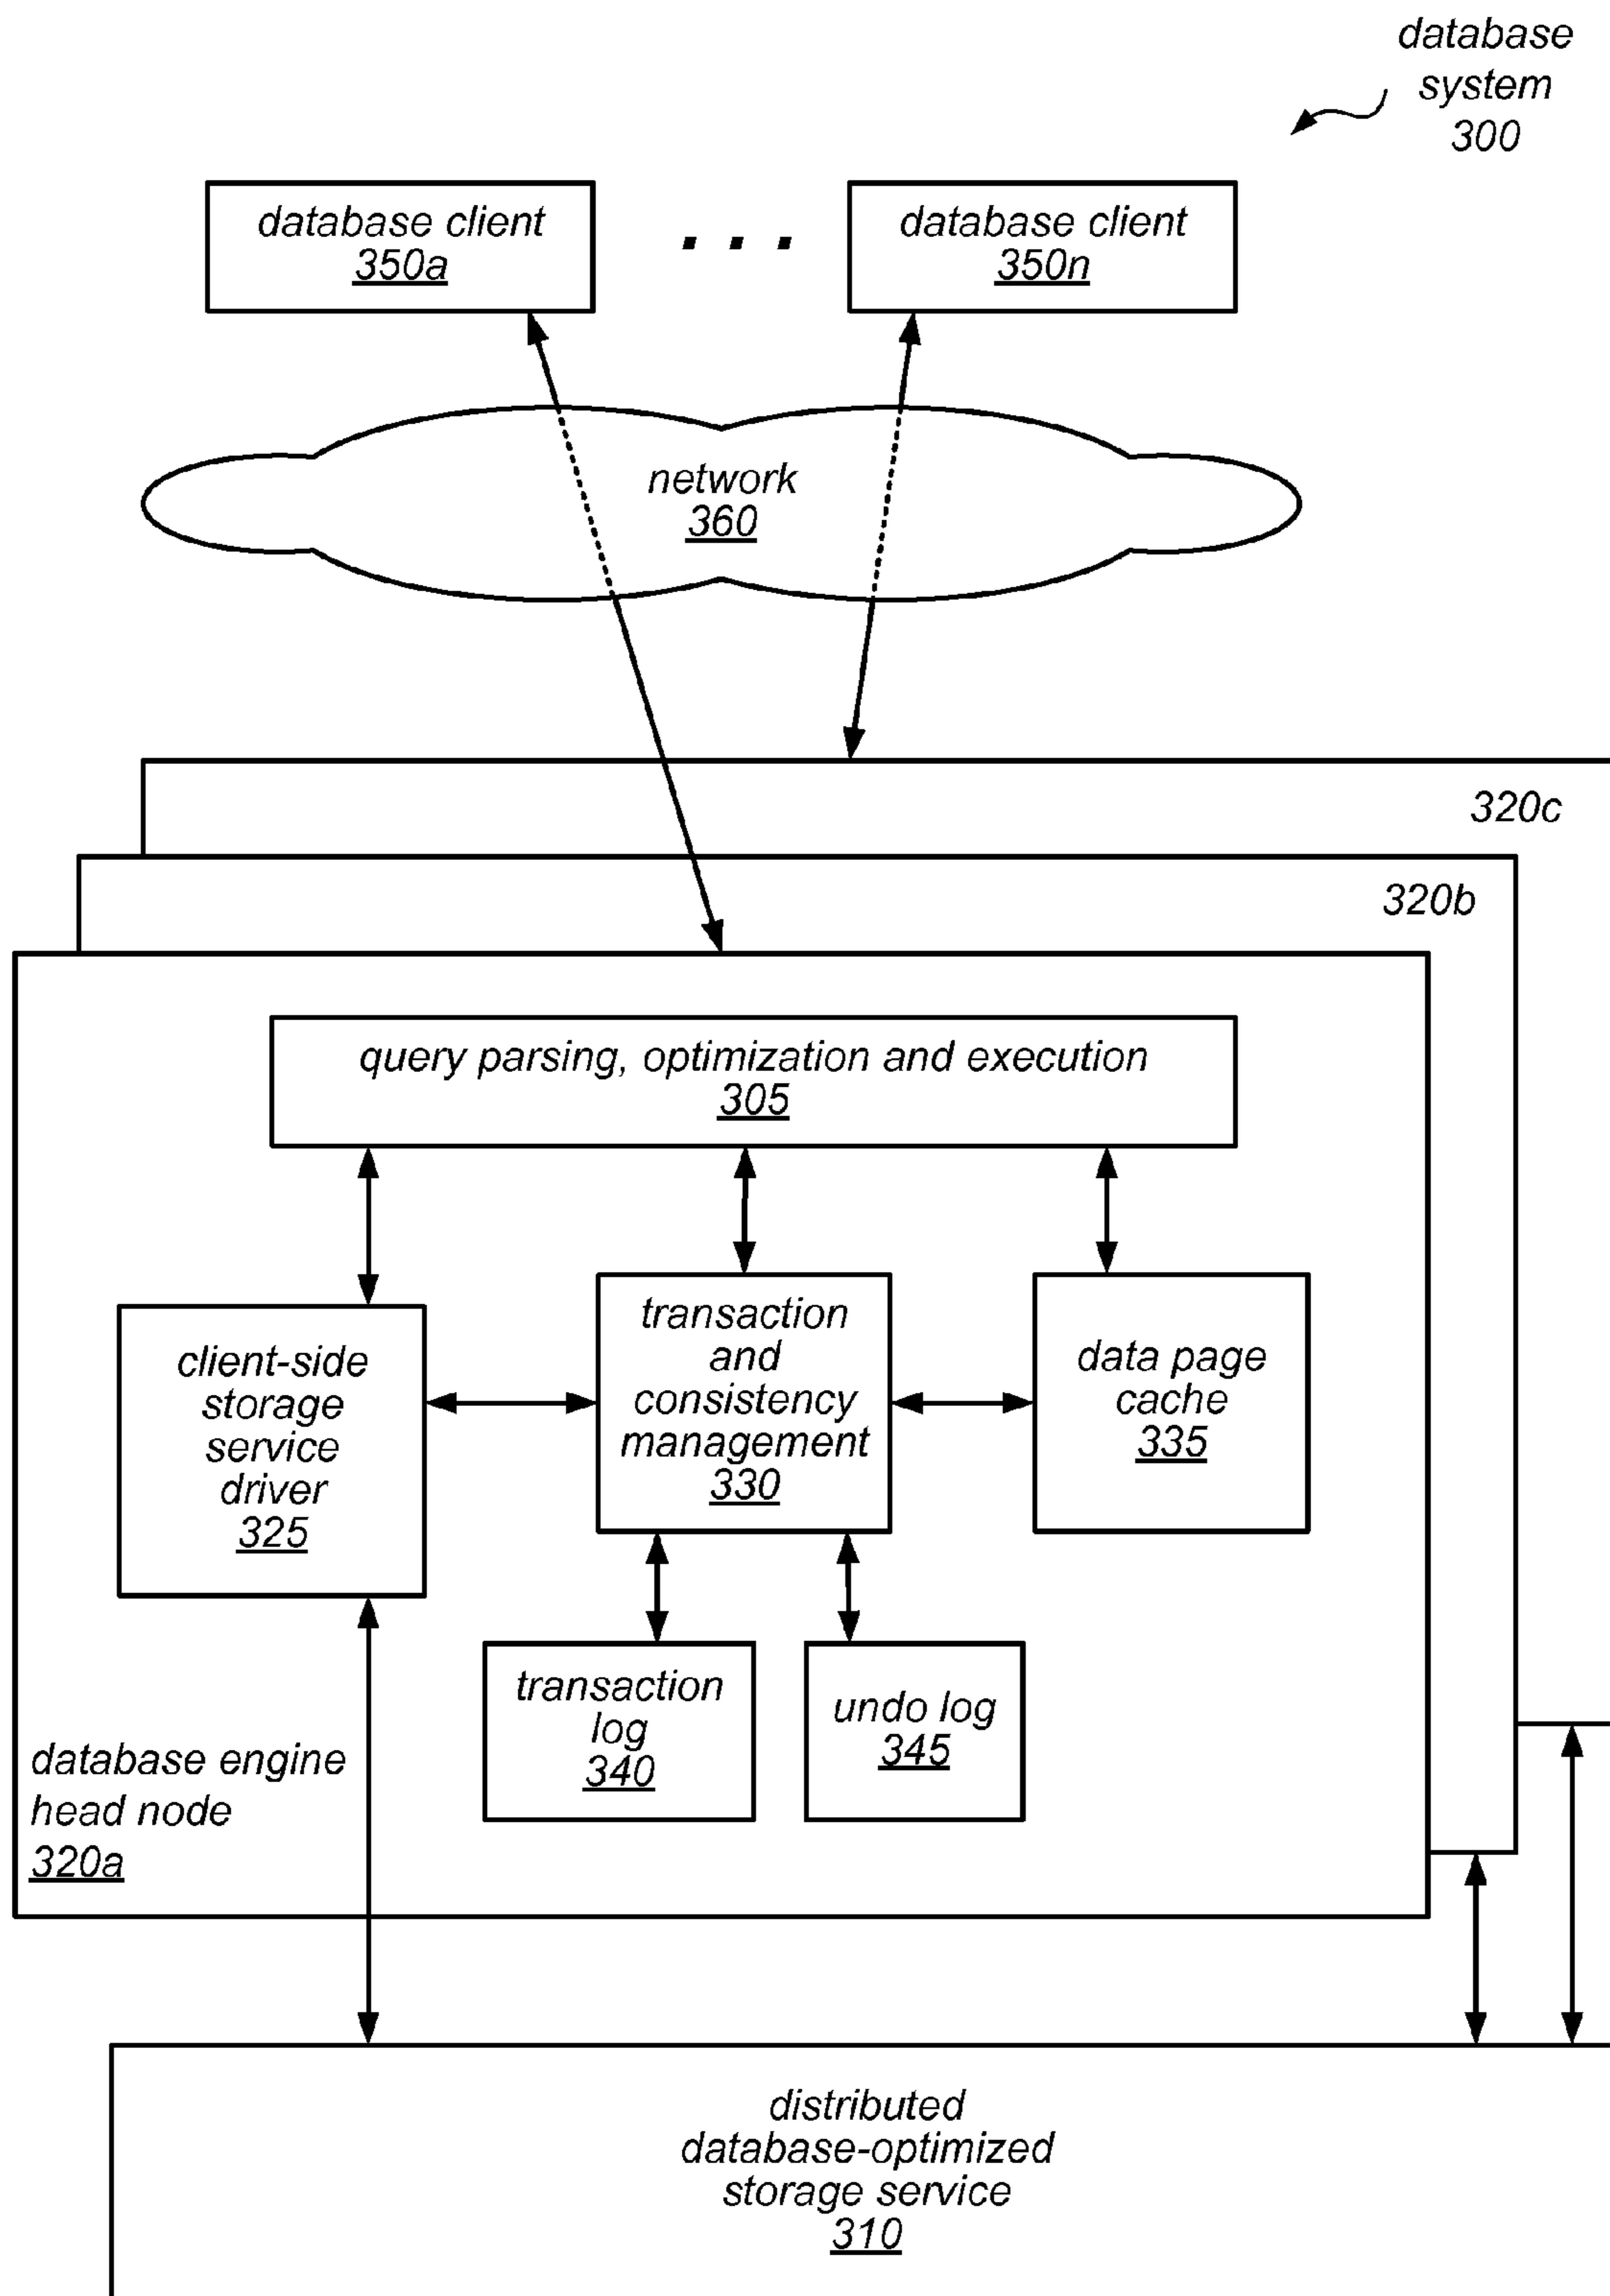 database
system
300
database client
350a
. . .
database client
350n
network
360
320c
320b
query parsing, optimization and execution
305
client-side
storage
service
driver
325
transaction
and
consistency
management
330
data page
cache
335
transaction
log
340
undo log
345
database engine
head node
320a
distributed
database-optimized
storage service
310